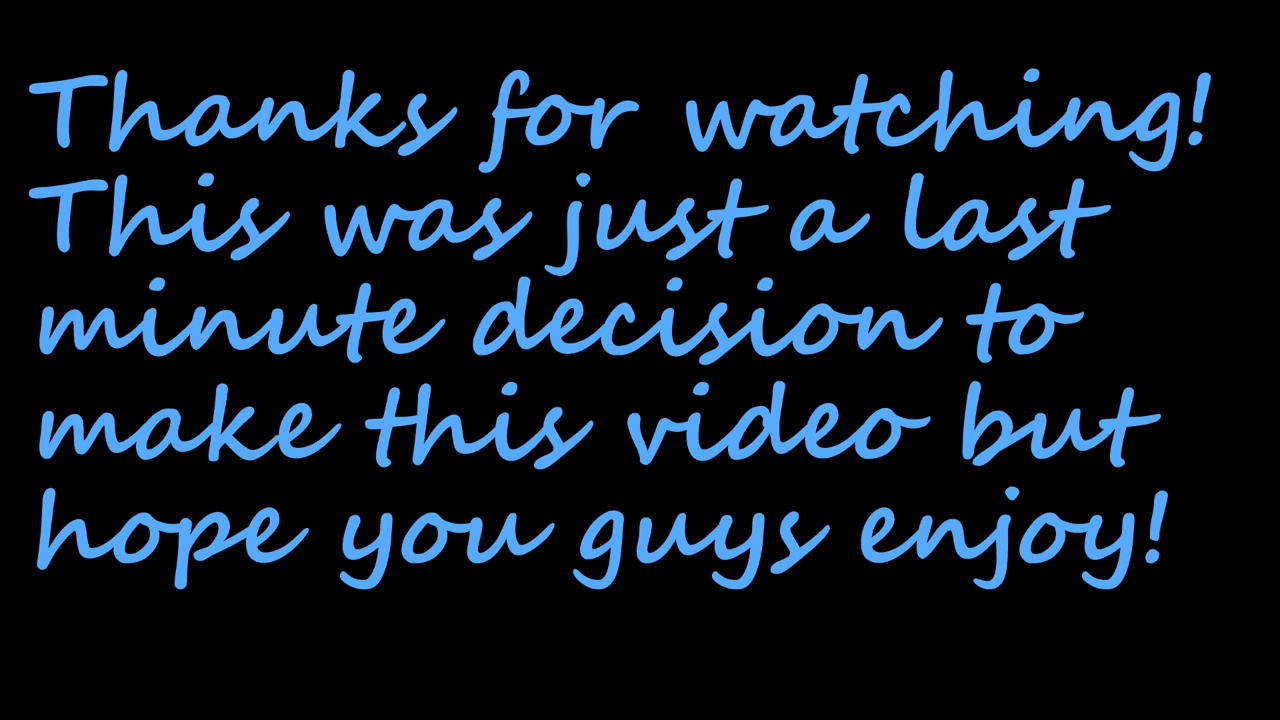 Thanks for watching!
This was just a last
minute decision to
make this video but
hope you guys enjoy!